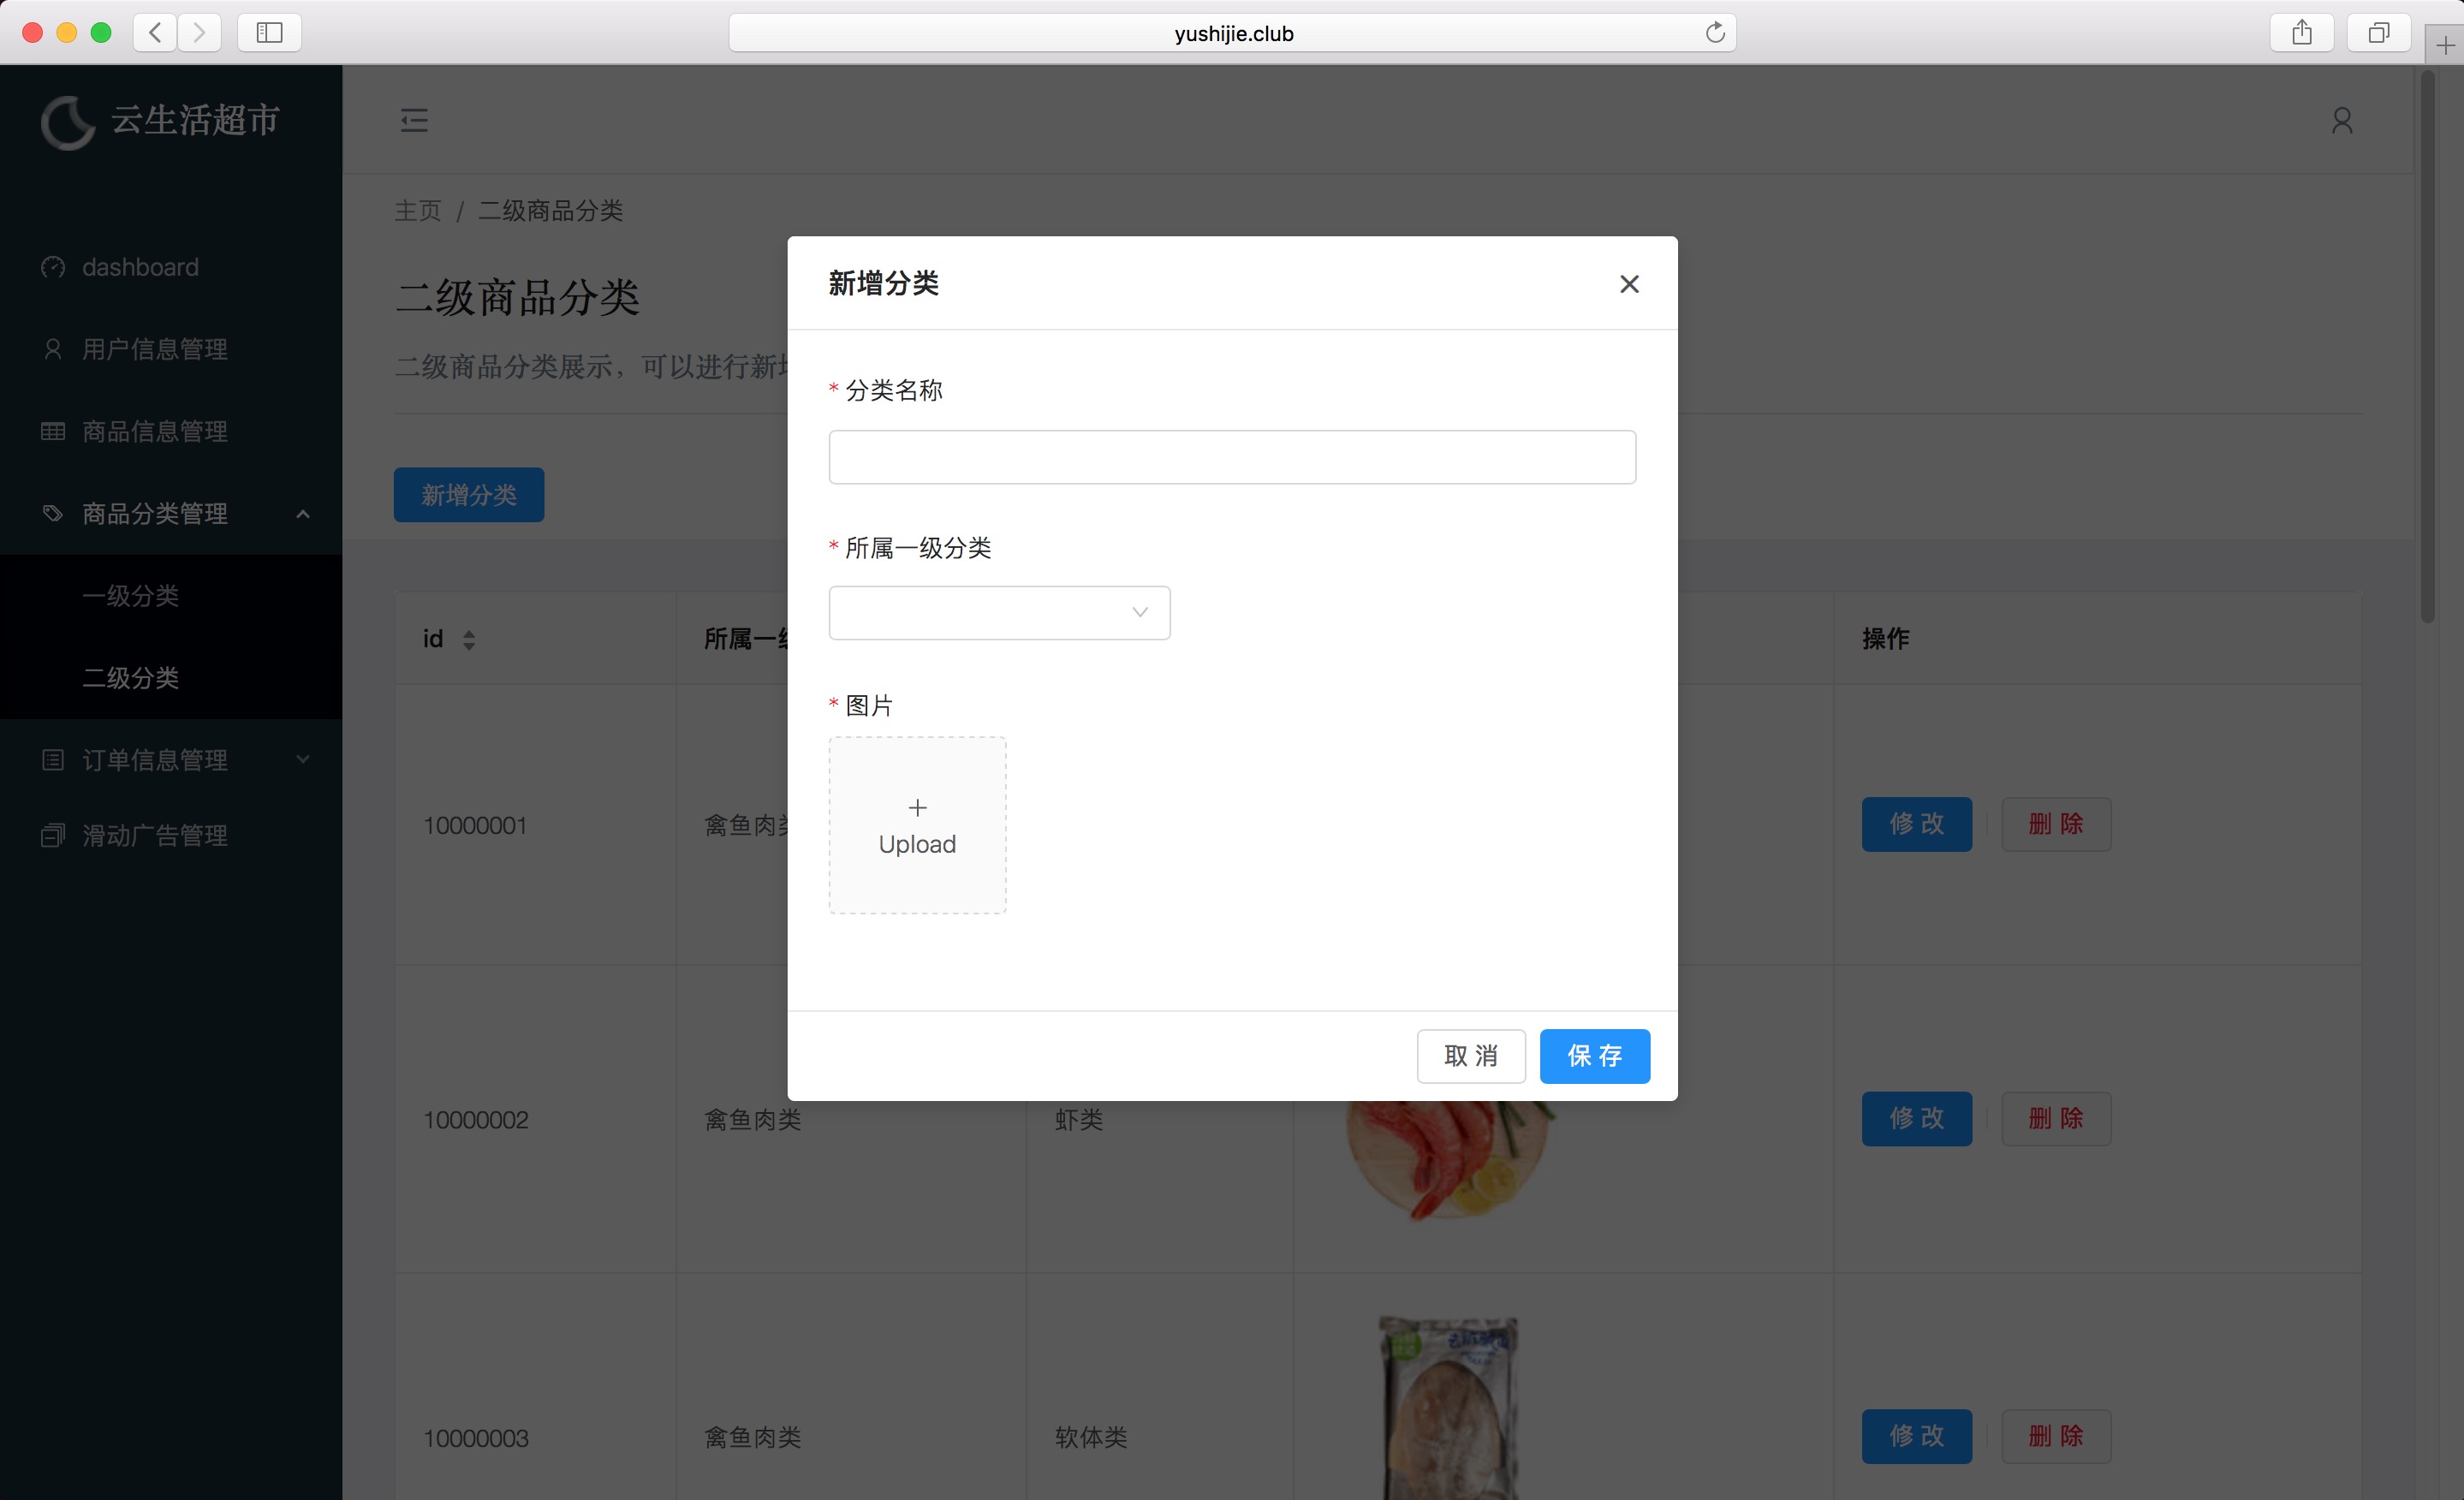 yushijie.club
云生活超市
dashboard
用户信息管理
商品信息管理
商品分类管理
一级分类
二级分类
订单信息管理
滑动广告管理
主页 / 二级商品分类
二级商品分类
二级商品分类展示，可以进行新
新增分类
id
所属一
操作
10000001
禽鱼肉
修 改
删 除
10000002
禽鱼肉类
虾类
修 改
删 除
10000003
禽鱼肉类
软体类
修 改
删 除
新增分类
* 分类名称
* 所属一级分类
* 图片
Upload
取 消
保 存